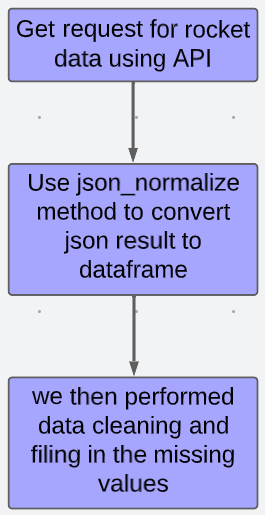 Get request for rocket
data using API
Use json_normalize
method to convert
json result to
dataframe
we then performed
data cleaning and
filing in the missing
values